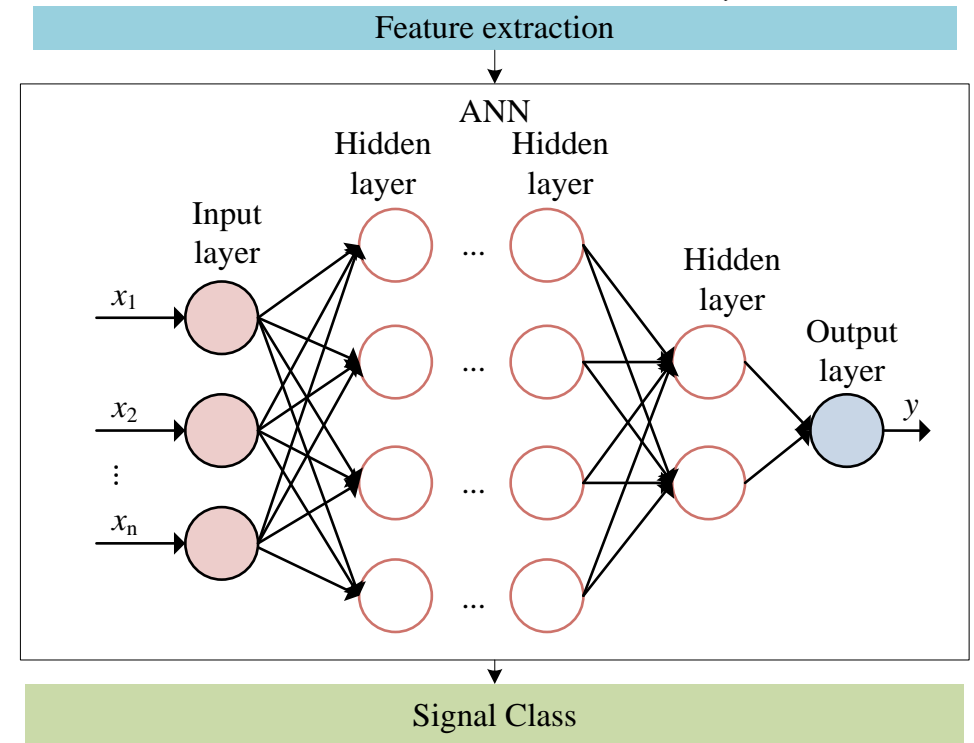 Feature extraction
ANN
Hidden
layer
Hidden
layer
Input
layer
Hidden
layer
Output
layer
x1
x2
⋮
xn
...
...
...
...
y
Signal Class